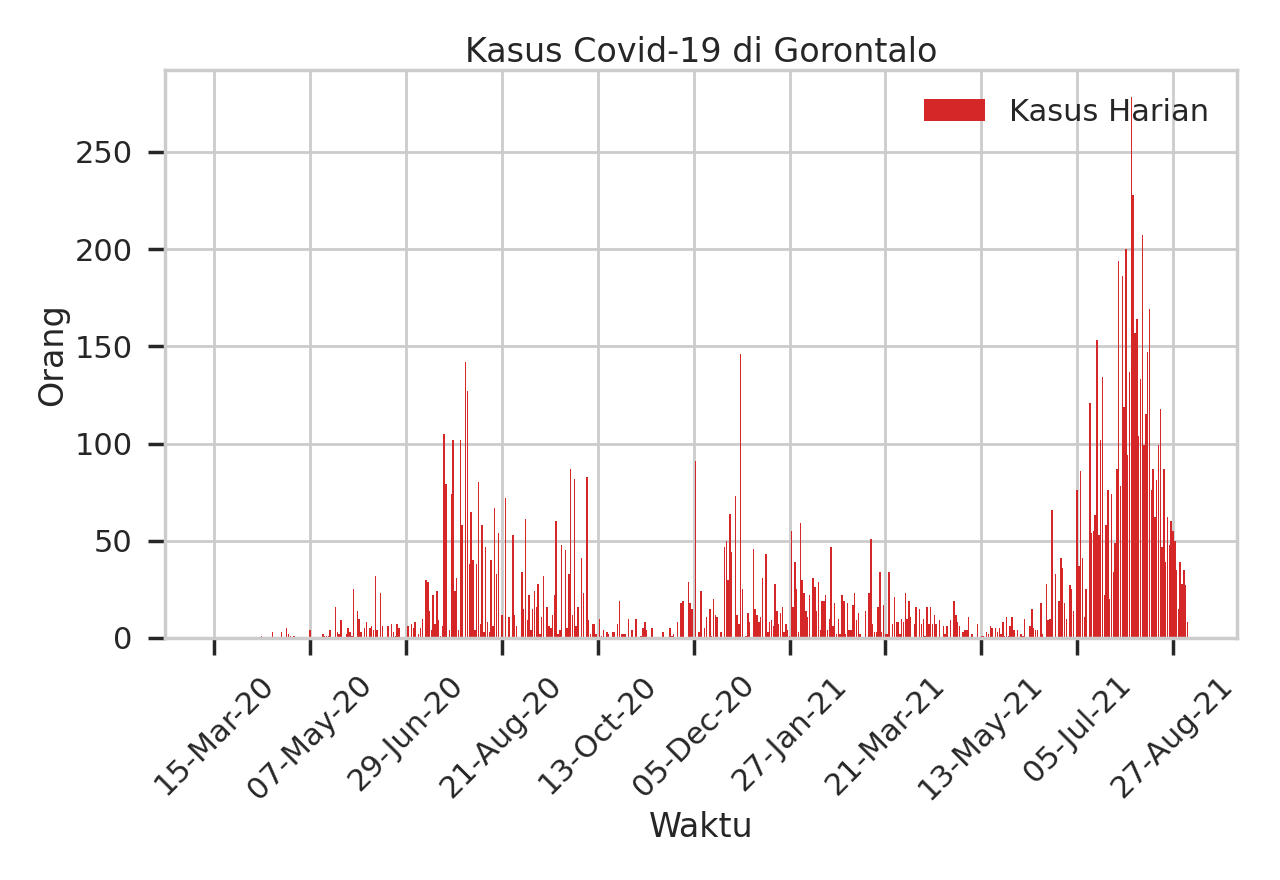 Kasus Covid-19 di Gorontalo
Kasus Harian
Orang
250
200
150
100
50
0
15-Mar-20
07-May-20
29-Jun-20
21-Aug-20
13-Oct-20
05-Dec-20
27-Jan-21
21-Mar-21
13-May-21
05-Jul-21
27-Aug-21
Waktu